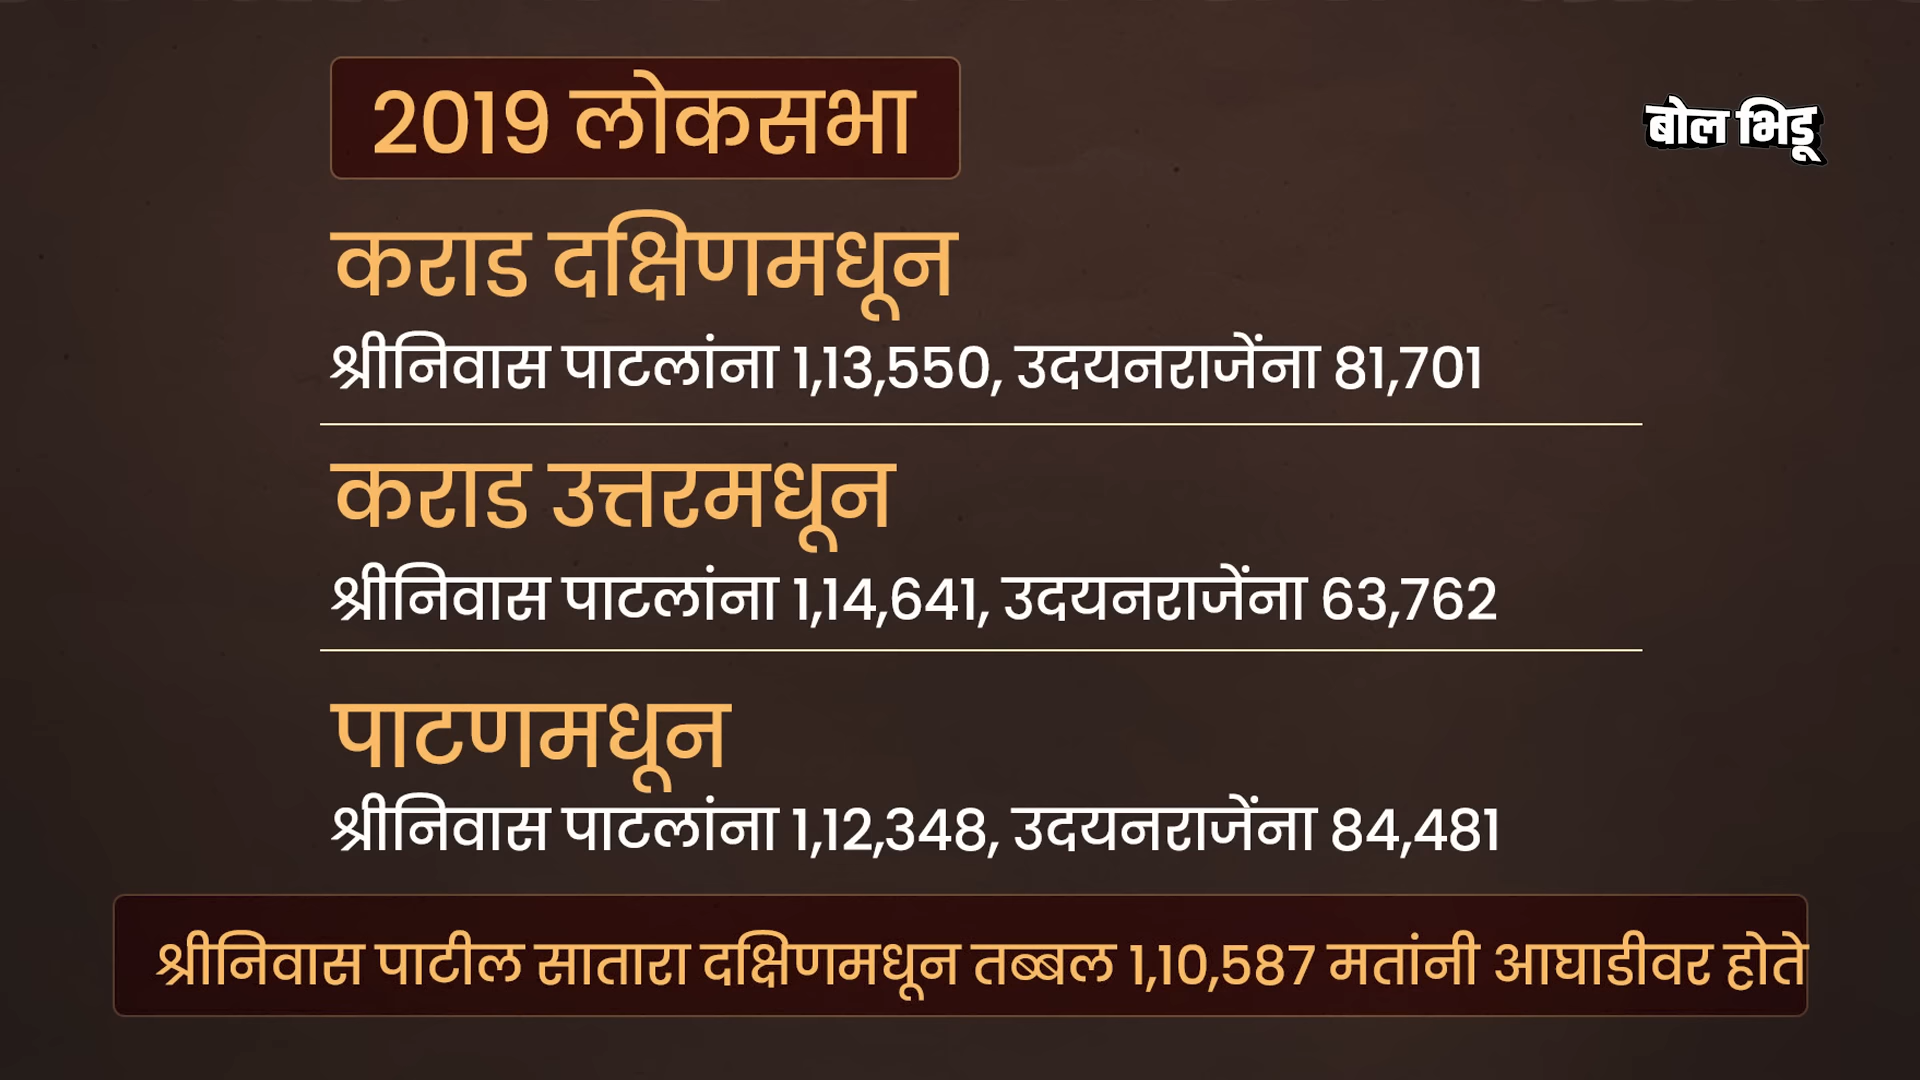 2019 लोकसभा
बोल भिडू
कराड दक्षिणमधून
श्रीनिवास पाटलांना 1,13,550, उदयनराजेंना 81,701
कराड उत्तरमधून
श्रीनिवास पाटलांना 1,14,641, उदयनराजेंना 63,762
पाटणमधून
श्रीनिवास पाटलांना 1,12,348, उदयनराजेंना 84,481
श्रीनिवास पाटील सातारा दक्षिणमधून तब्बल 1,10,587 मतांनी आघाडीवर होते